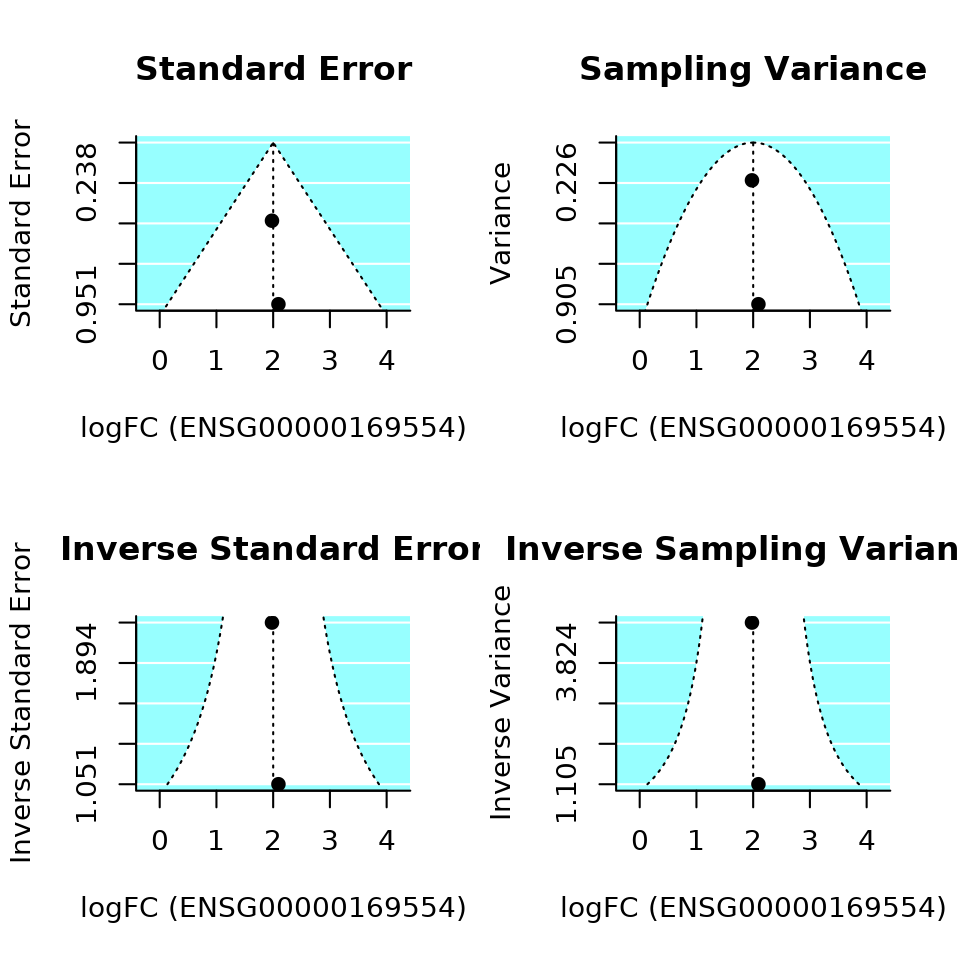 Standard Error
Standard Error
0.238
0.951
0 1 2 3 4
logFC (ENSG00000169554)
Sampling Variance
Variance
0.226
0.905
0 1 2 3 4
logFC (ENSG00000169554)
Inverse Standard Error
Inverse Standard Error
1.894
1.051
0 1 2 3 4
logFC (ENSG00000169554)
Inverse Sampling Varian
Inverse Variance
3.824
1.105
0 1 2 3 4
logFC (ENSG00000169554)